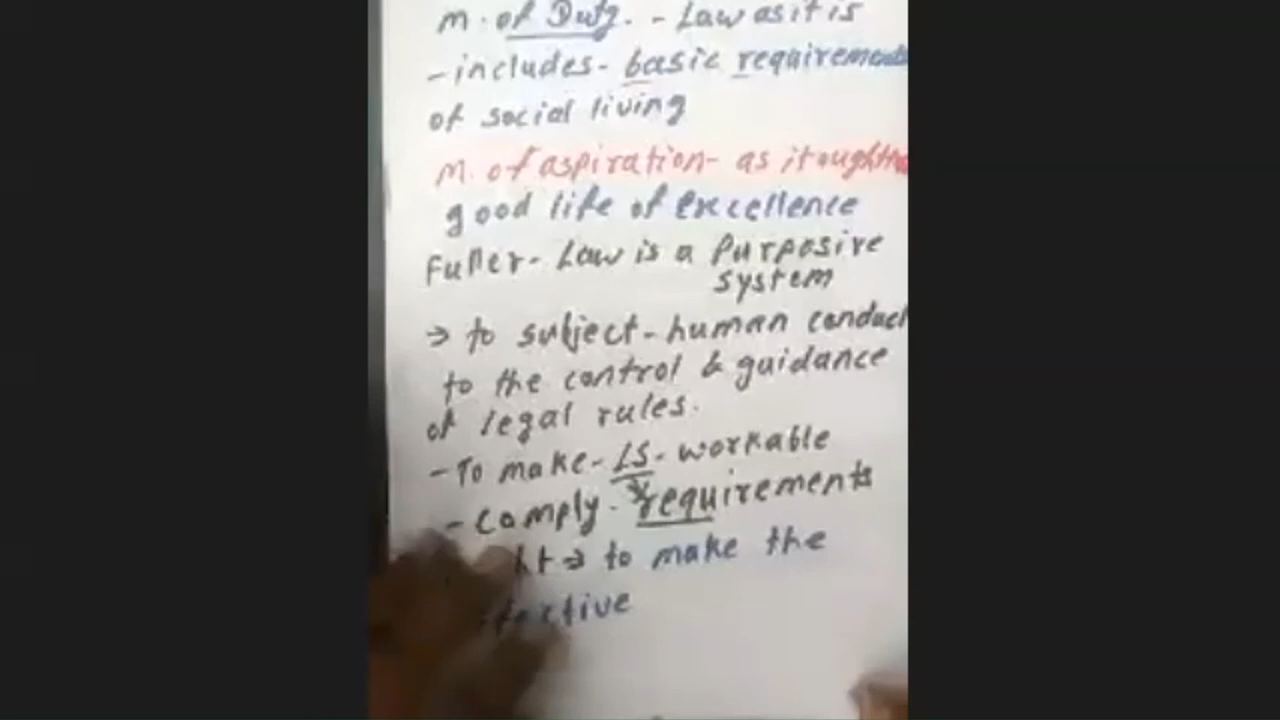 M. of Duty. - Law as it is
- includes - basic requirements
of social living
M. of aspiration - as it ought
good life of Excellence
Fuller - Law is a Purposive
system
→ to subject - human conduct
to the control & guidance
of legal rules.
- To make - LS - workable
- comply - requirements
→ to make the